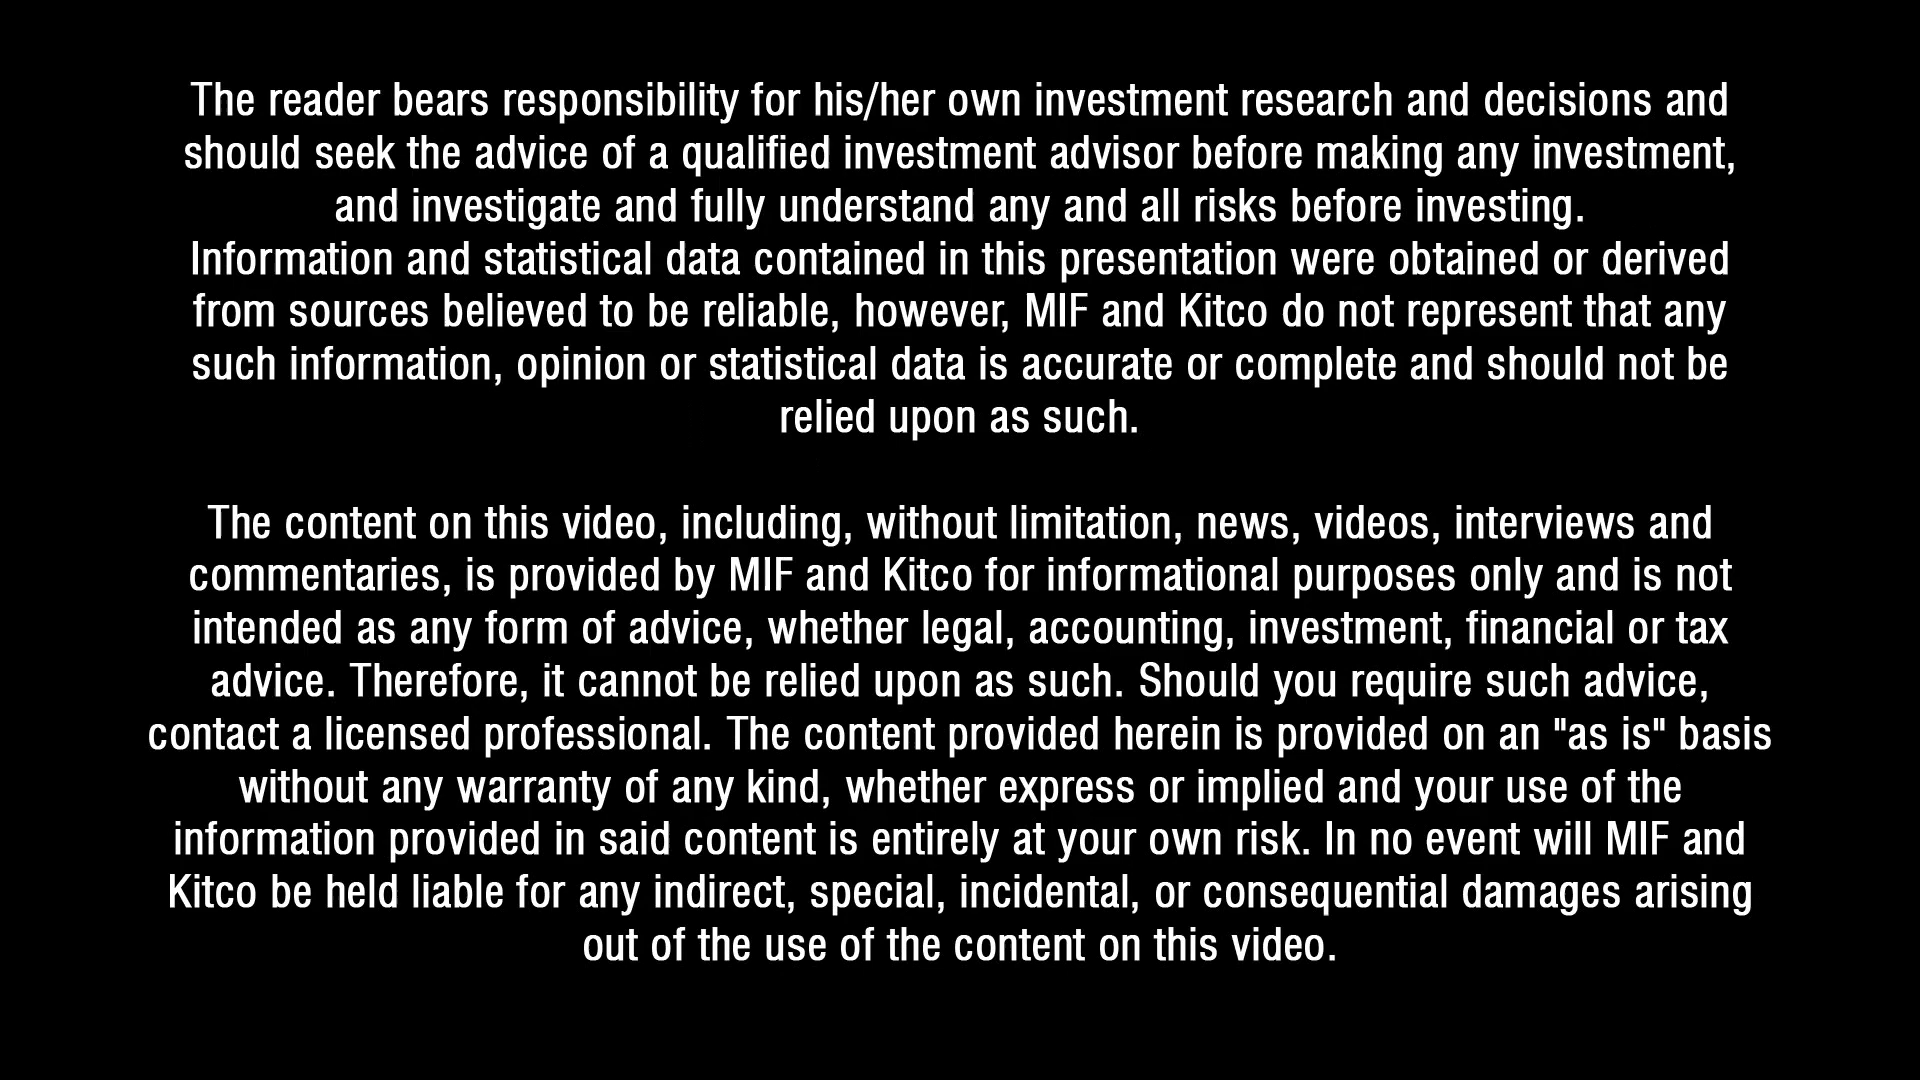 The reader bears responsibility for his/her own investment research and decisions and
should seek the advice of a qualified investment advisor before making any investment,
and investigate and fully understand any and all risks before investing.
Information and statistical data contained in this presentation were obtained or derived
from sources believed to be reliable, however, MIF and Kitco do not represent that any
such information, opinion or statistical data is accurate or complete and should not be
relied upon as such.
The content on this video, including, without limitation, news, videos, interviews and
commentaries, is provided by MIF and Kitco for informational purposes only and is not
intended as any form of advice, whether legal, accounting, investment, financial or tax
advice. Therefore, it cannot be relied upon as such. Should you require such advice,
contact a licensed professional. The content provided herein is provided on an "as is" basis
without any warranty of any kind, whether express or implied and your use of the
information provided in said content is entirely at your own risk. In no event will MIF and
Kitco be held liable for any indirect, special, incidental, or consequential damages arising
out of the use of the content on this video.